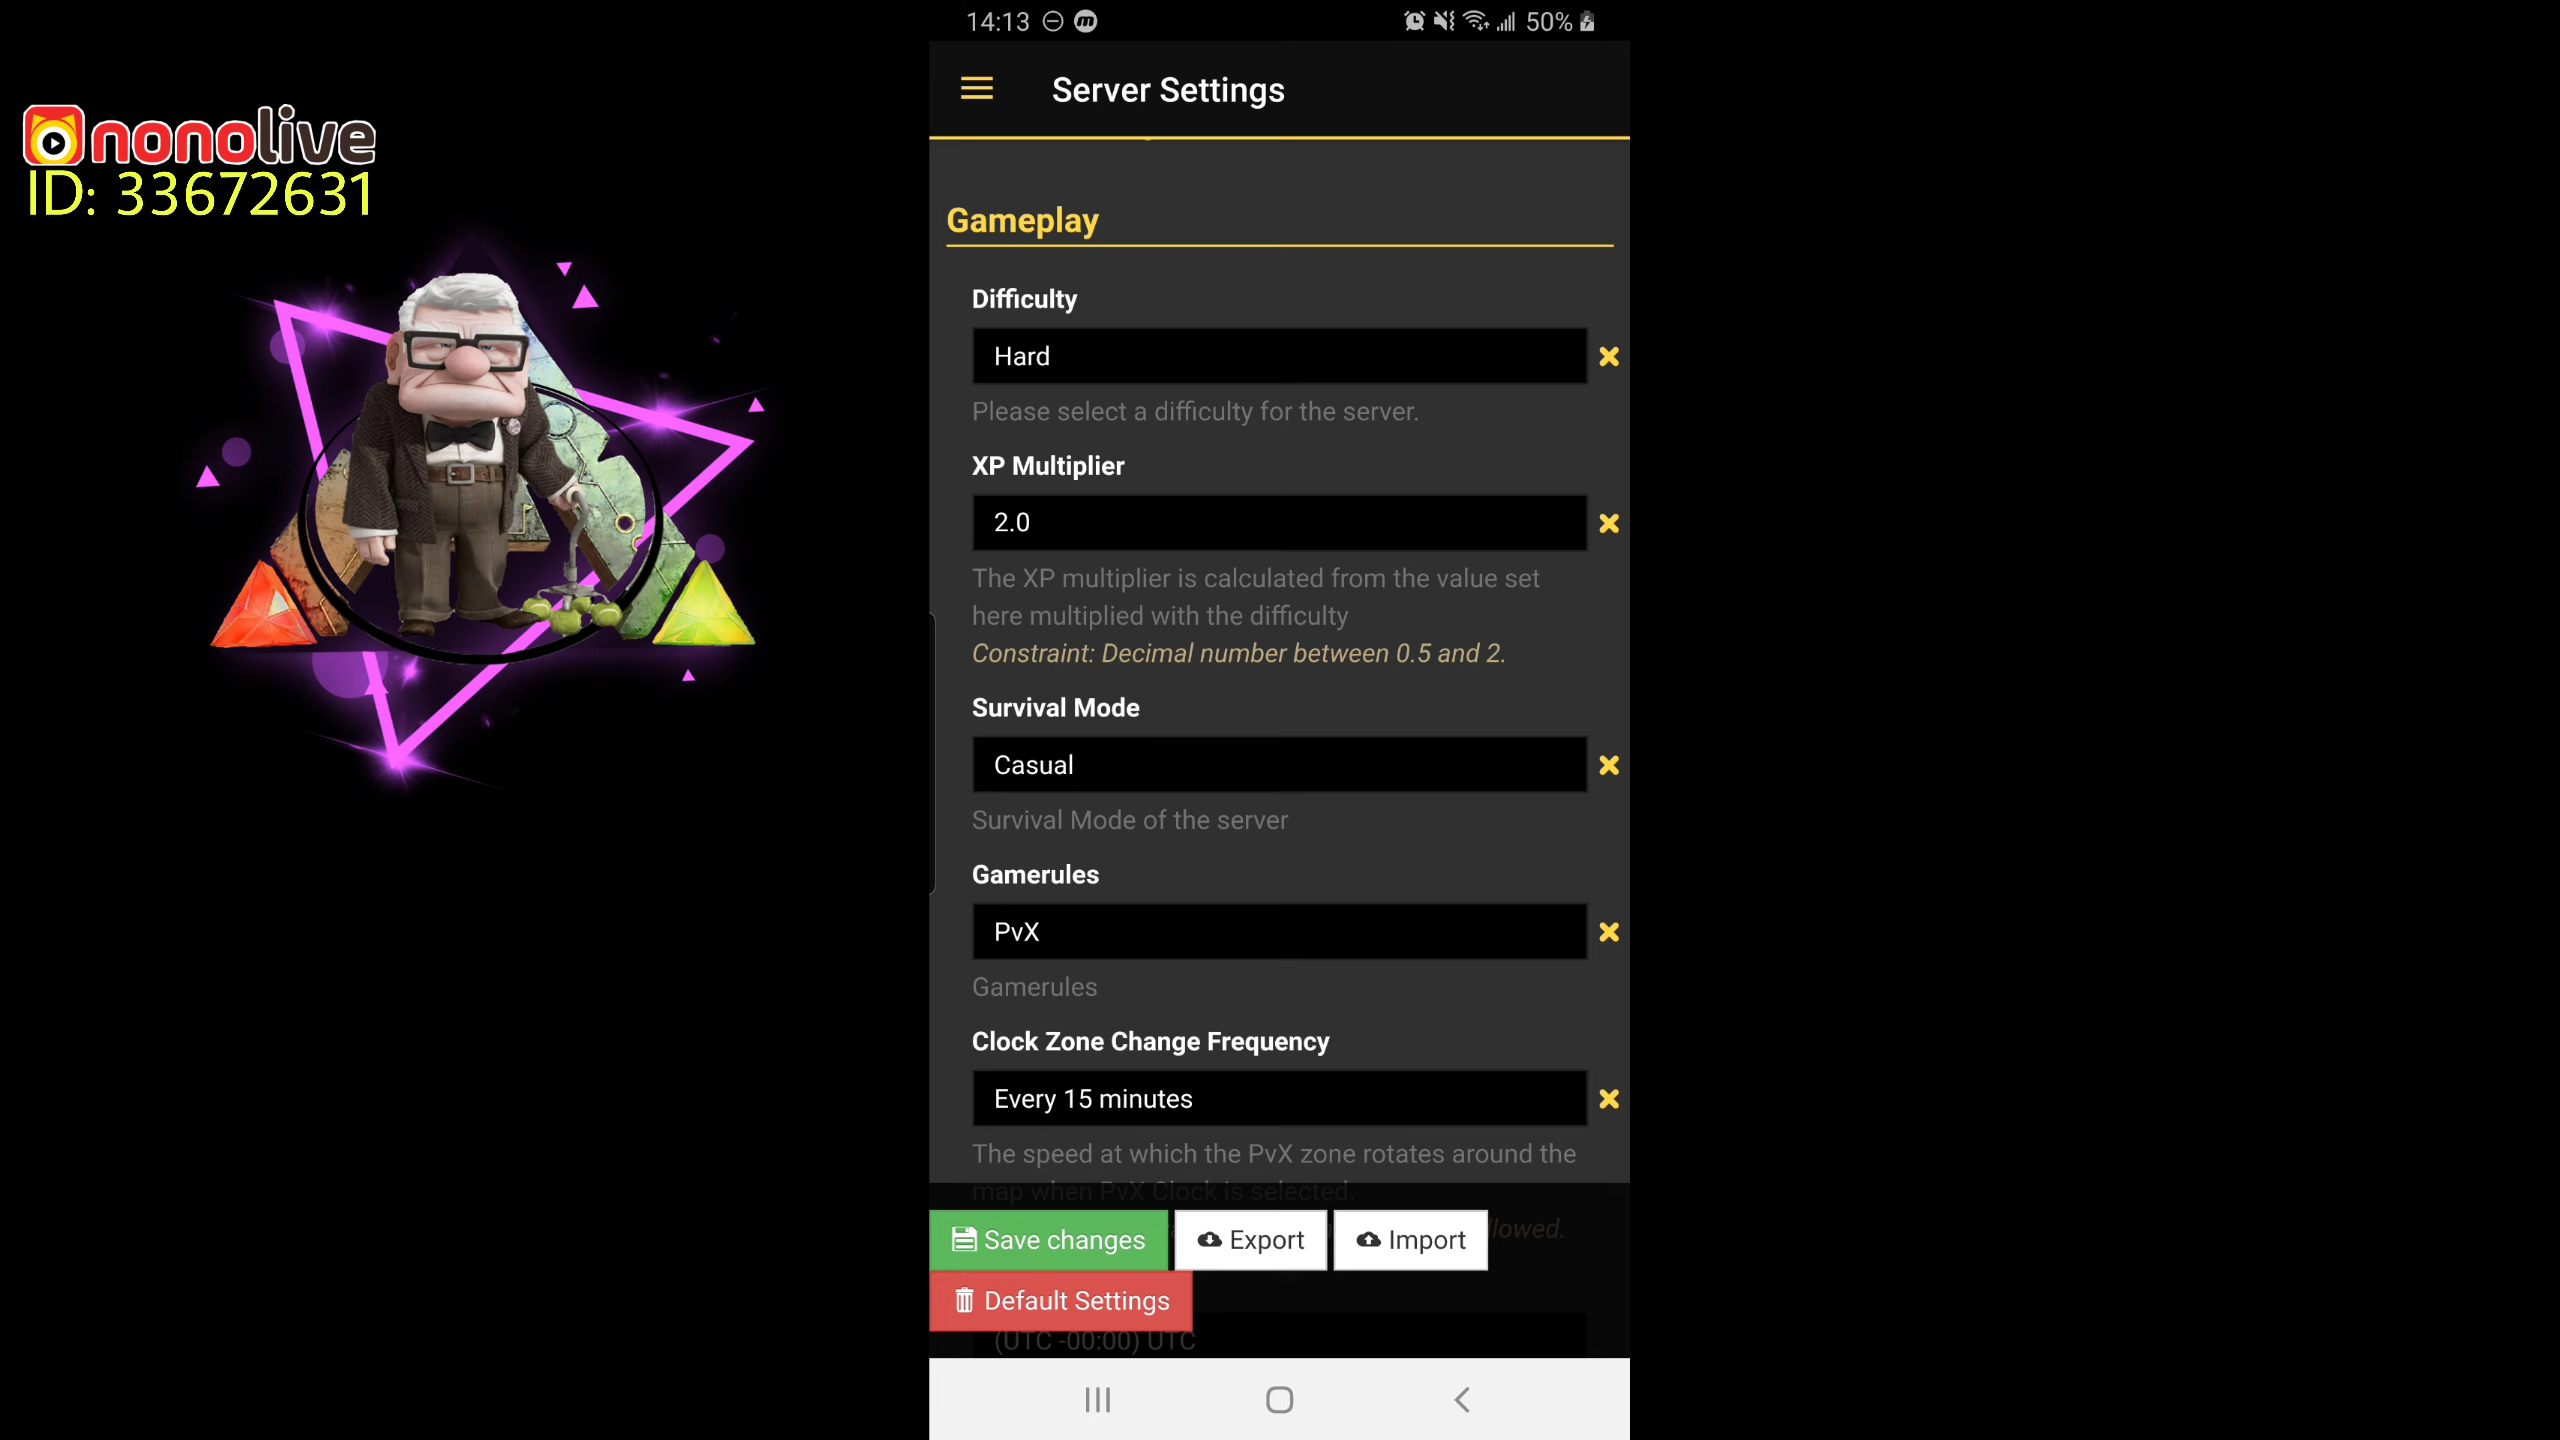 14:13
50%
nonolive
ID: 33672631
Server Settings
Gameplay
Difficulty
Hard
Please select a difficulty for the server.
XP Multiplier
2.0
The XP multiplier is calculated from the value set
here multiplied with the difficulty
Constraint: Decimal number between 0.5 and 2.
Survival Mode
Casual
Survival Mode of the server
Gamerules
PvX
Gamerules
Clock Zone Change Frequency
Every 15 minutes
The speed at which the PvX zone rotates around the
map when PvX Clock is selected.
Save changes
Export
Import
Default Settings
(UTC -00:00) UTC